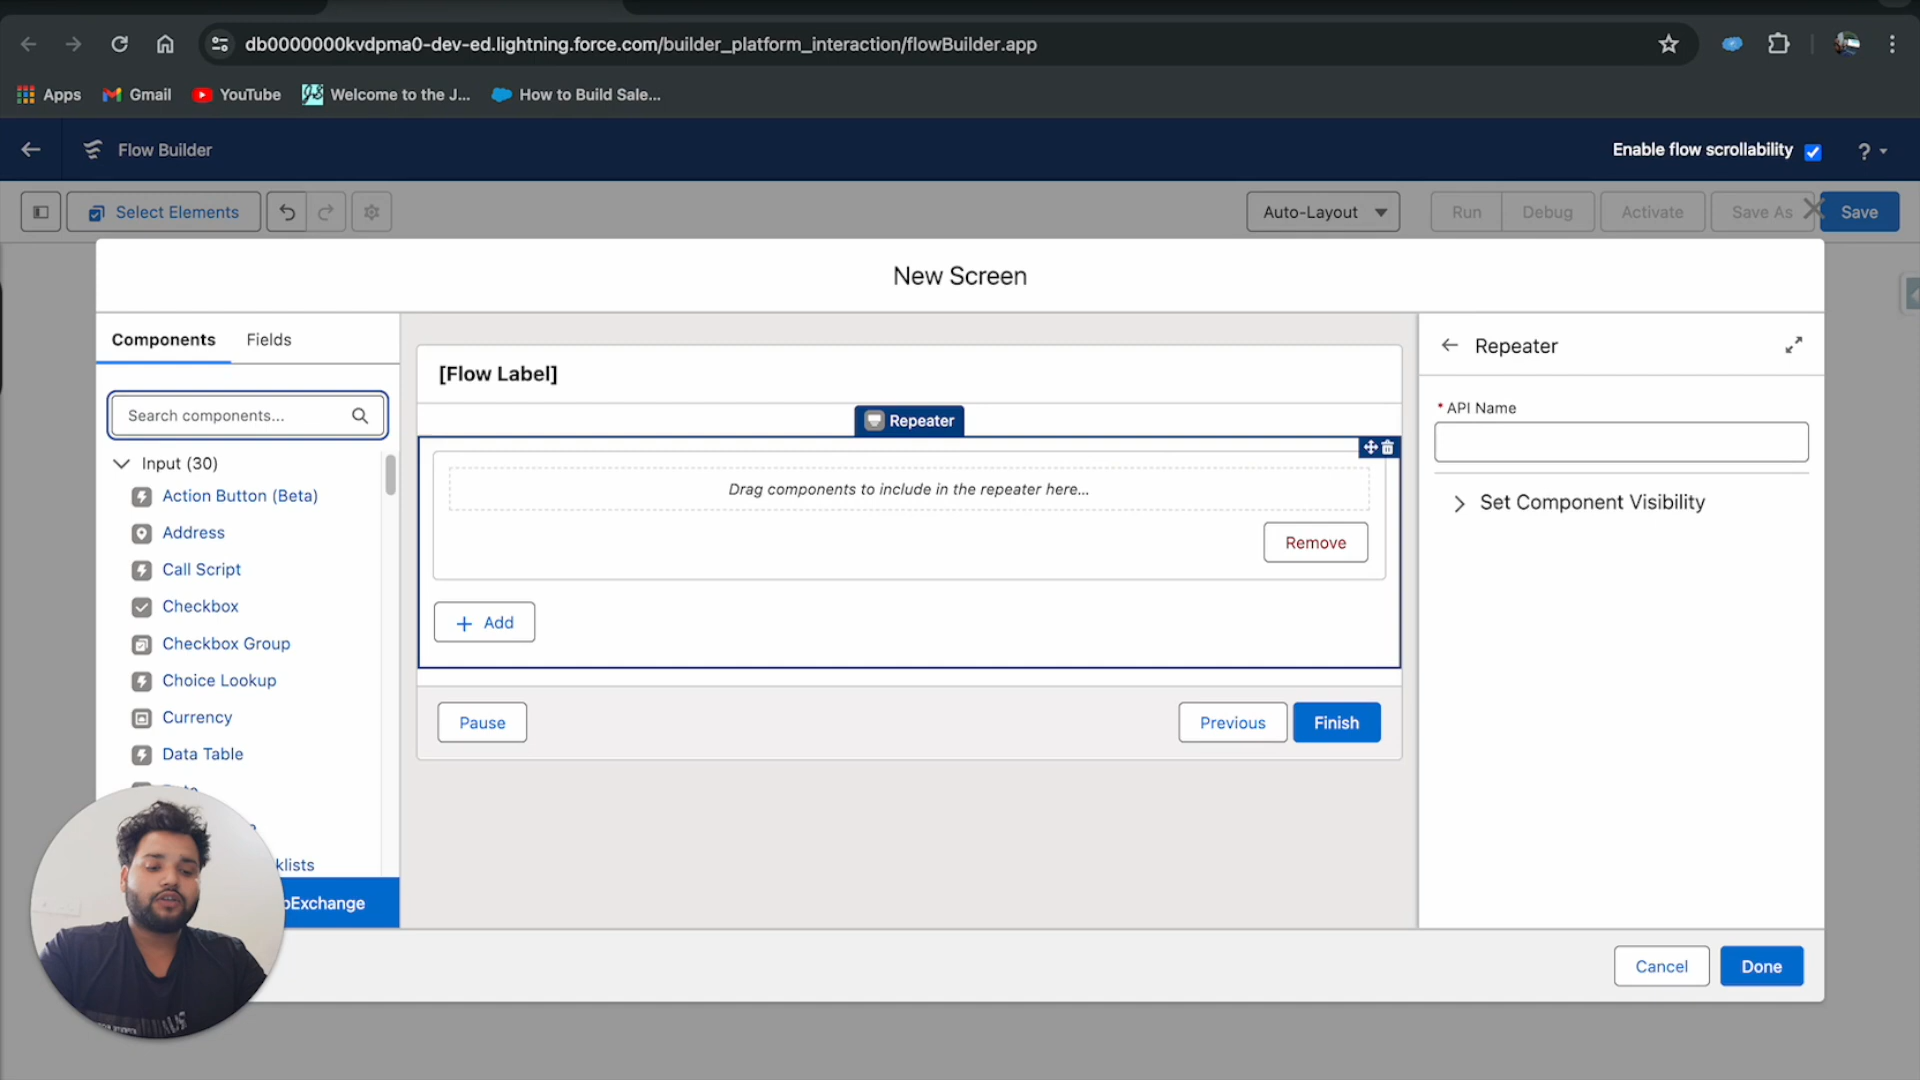 db0000000kvdpma0-dev-ed.lightning.force.com/builder_platform_interaction/flowBuilder.app
Apps
Gmail
YouTube
Welcome to the J...
How to Build Sale...
Flow Builder
Enable flow scrollability
?
Select Elements
Auto-Layout
Run
Debug
Activate
Save As
Save
New Screen
Components
Fields
Search components...
Input (30)
Action Button (Beta)
Address
Call Script
Checkbox
Checkbox Group
Choice Lookup
Currency
Data Table
klists
Exchange
[Flow Label]
Repeater
Drag components to include in the repeater here...
Remove
+ Add
Pause
Previous
Finish
Repeater
* API Name
Set Component Visibility
Cancel
Done